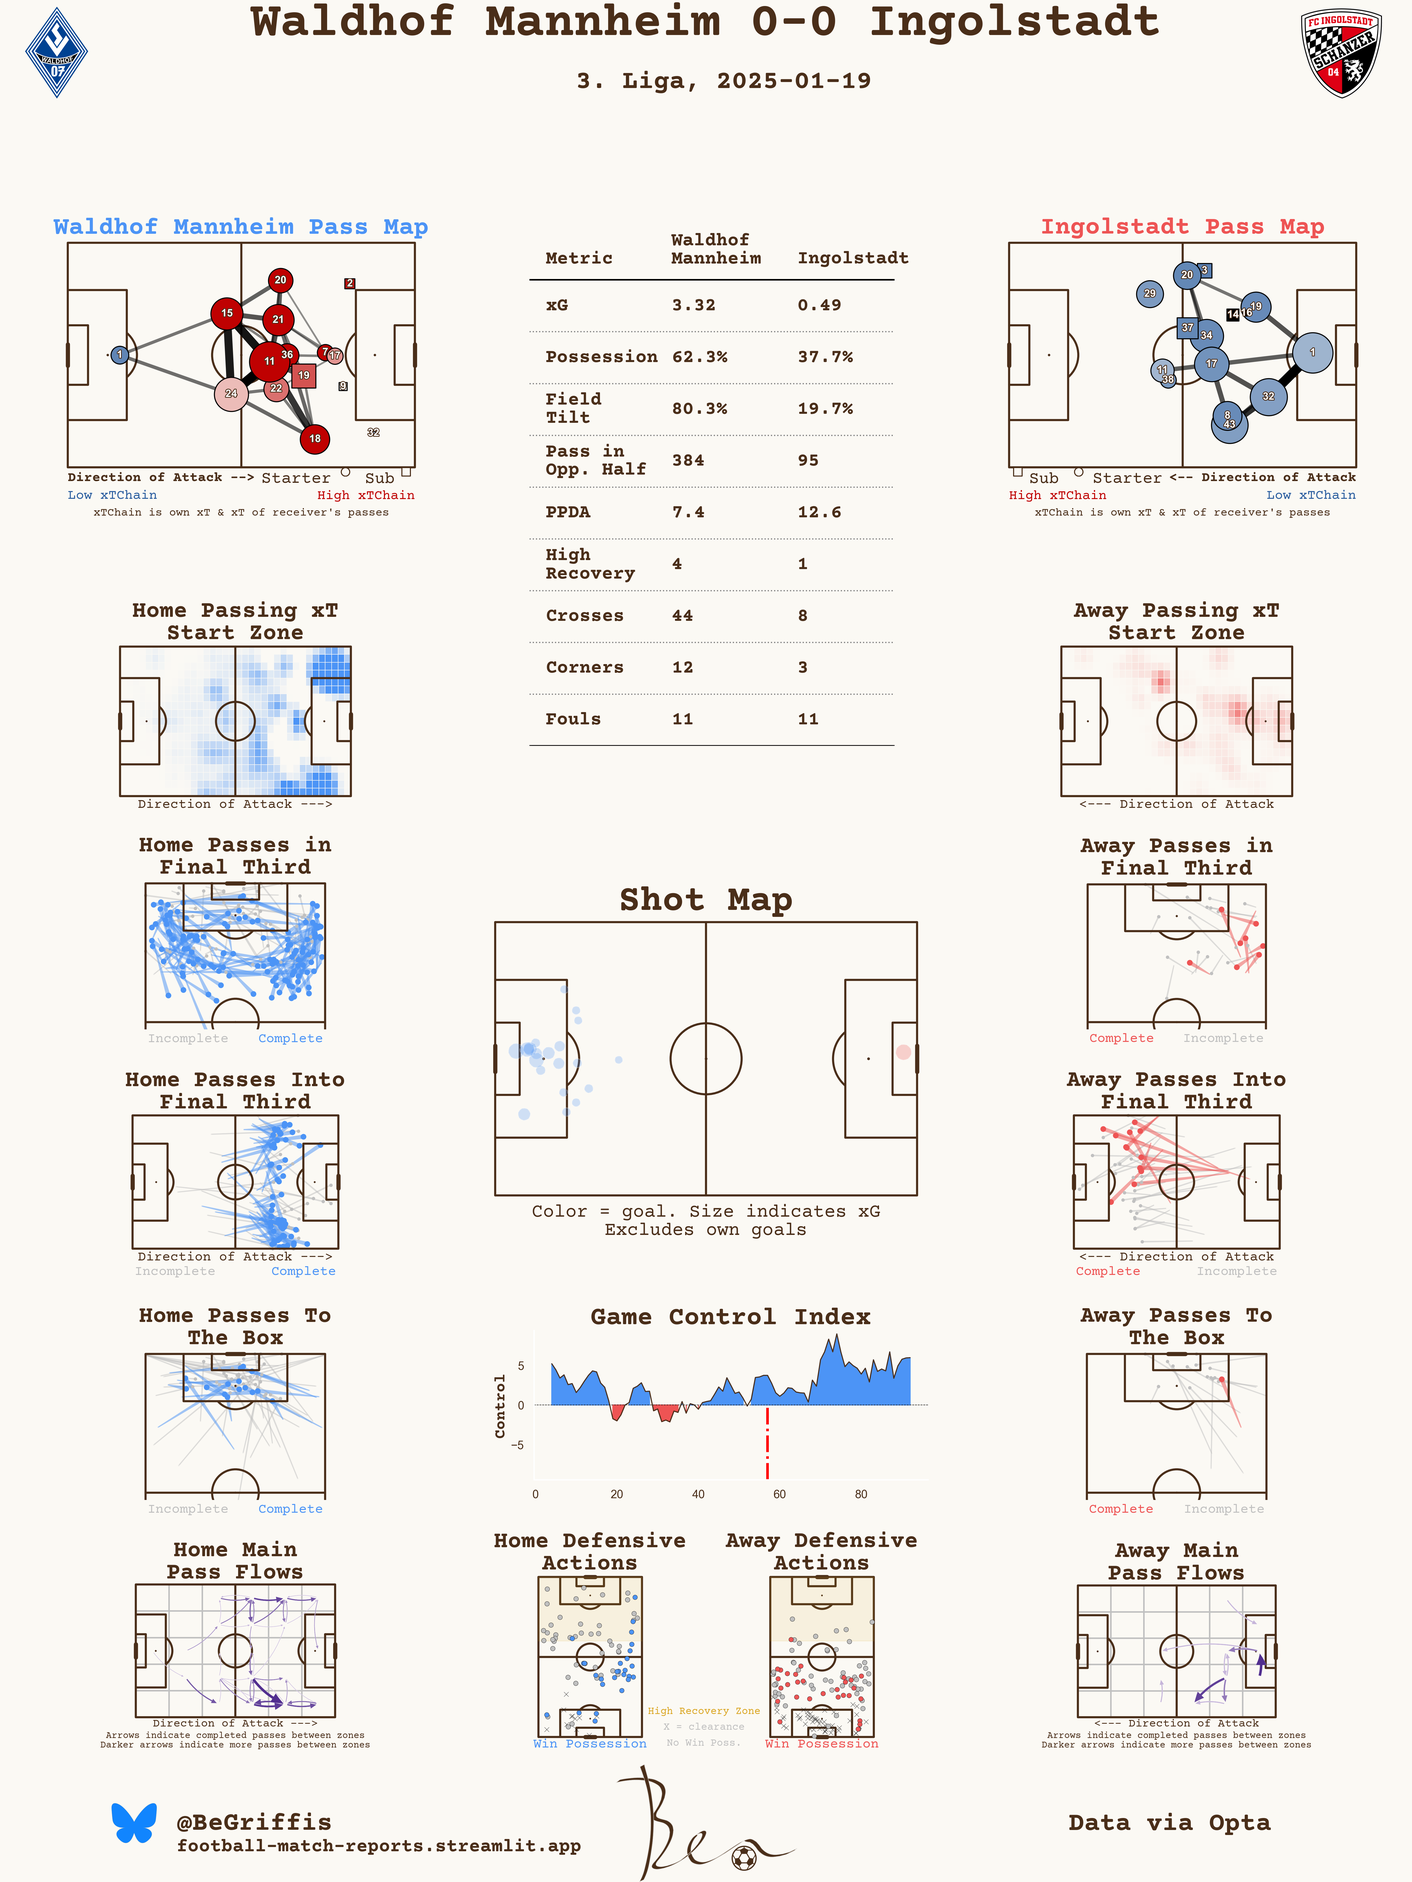 Waldhof Mannheim 0-0 Ingolstadt
3. Liga, 2025-01-19
WALDHOF
07
FC INGOLSTADT
SCHANZER
04
Waldhof Mannheim Pass Map
20
2
15
21
1
11
36
7
17
19
24
22
9
18
32
Direction of Attack --> Starter Sub
Low xTChain High xTChain
xTChain is own xT & xT of receiver's passes
Metric Waldhof Mannheim Ingolstadt
xG 3.32 0.49
Possession 62.3% 37.7%
Field Tilt 80.3% 19.7%
Pass in Opp. Half 384 95
PPDA 7.4 12.6
High Recovery 4 1
Crosses 44 8
Corners 12 3
Fouls 11 11
Ingolstadt Pass Map
20
3
29
19
14
16
37
34
1
17
11
38
32
8
43
Sub Starter <-- Direction of Attack
High xTChain Low xTChain
xTChain is own xT & xT of receiver's passes
Home Passing xT
Start Zone
Direction of Attack --->
Away Passing xT
Start Zone
<--- Direction of Attack
Home Passes in
Final Third
Incomplete Complete
Away Passes in
Final Third
Complete Incomplete
Shot Map
Color = goal. Size indicates xG
Excludes own goals
Home Passes Into
Final Third
Direction of Attack --->
Incomplete Complete
Away Passes Into
Final Third
<--- Direction of Attack
Complete Incomplete
Home Passes To
The Box
Incomplete Complete
Game Control Index
Control
5
0
−5
0 20 40 60 80
Away Passes To
The Box
Complete Incomplete
Home Main
Pass Flows
Direction of Attack --->
Arrows indicate completed passes between zones
Darker arrows indicate more passes between zones
Home Defensive
Actions
Win Possession
High Recovery Zone
X = clearance
No Win Poss.
Away Defensive
Actions
Win Possession
Away Main
Pass Flows
<--- Direction of Attack
Arrows indicate completed passes between zones
Darker arrows indicate more passes between zones
@BeGriffis
football-match-reports.streamlit.app
Ben
Data via Opta